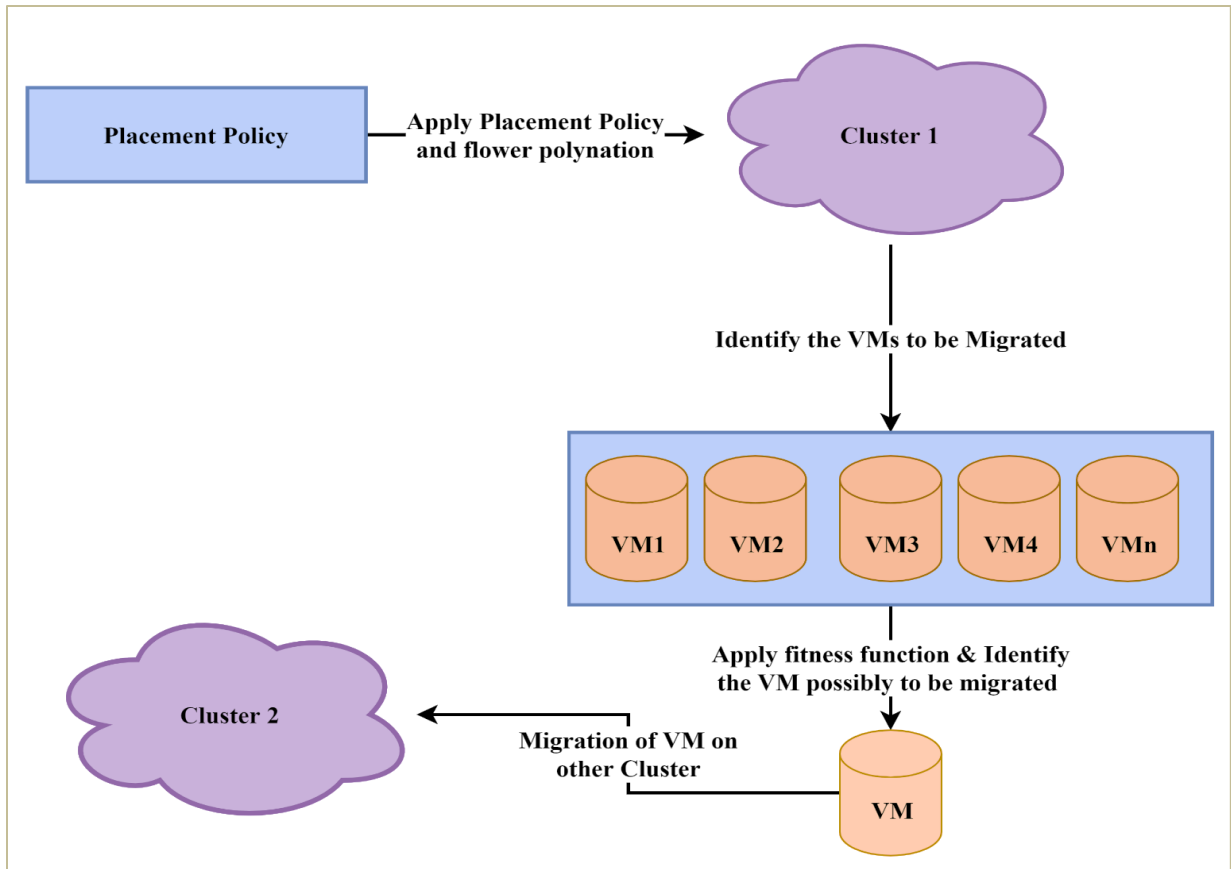 Placement Policy
Apply Placement Policy
and flower polynation
Cluster 1
Identify the VMs to be Migrated
VM1
VM2
VM3
VM4
VMn
Apply fitness function & Identify
the VM possibly to be migrated
Cluster 2
Migration of VM on
other Cluster
VM